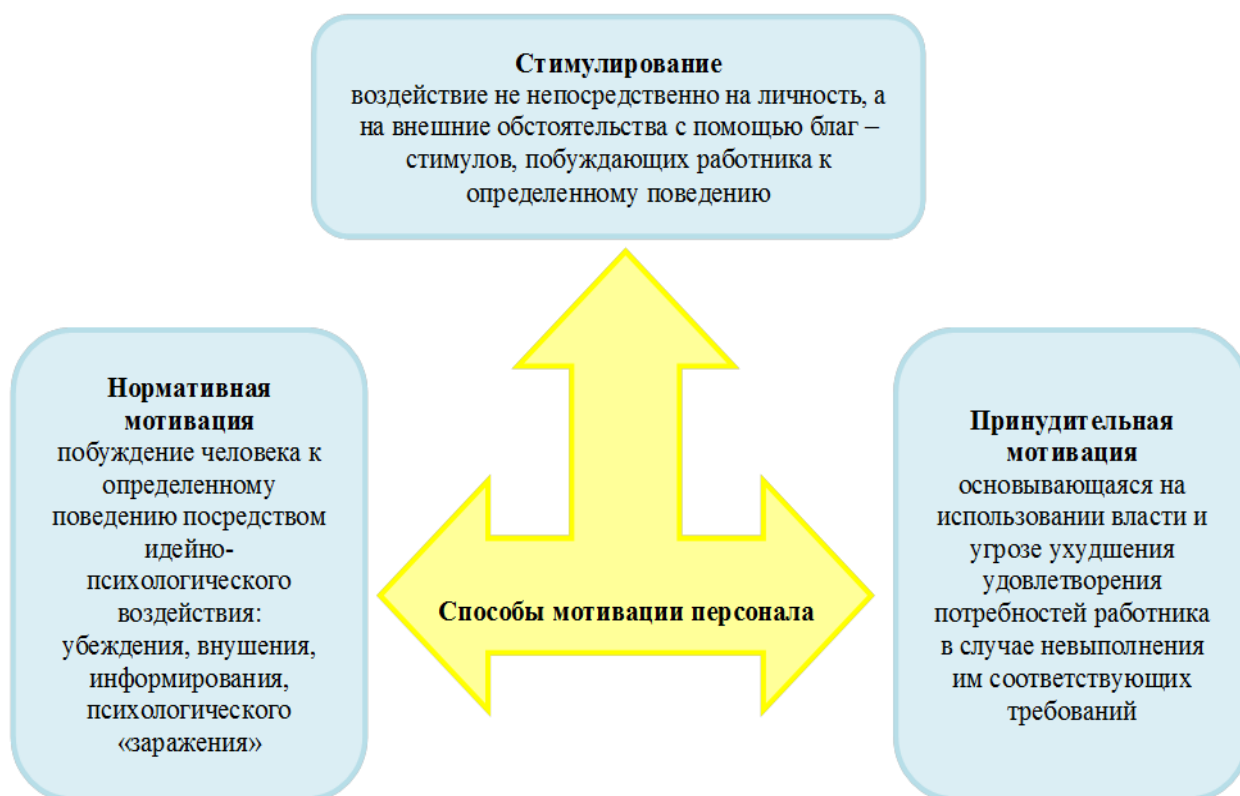 Стимулирование
воздействие не непосредственно на личность, а
на внешние обстоятельства с помощью благ –
стимулов, побуждающих работника к
определенному поведению
Нормативная
мотивация
побуждение человека к
определенному
поведению посредством
идейно-
психологического
воздействия:
убеждения, внушения,
информирования,
психологического
«заражения»
Способы мотивации персонала
Принудительная
мотивация
основывающаяся на
использовании власти и
угрозе ухудшения
удовлетворения
потребностей работника
в случае невыполнения
им соответствующих
требований